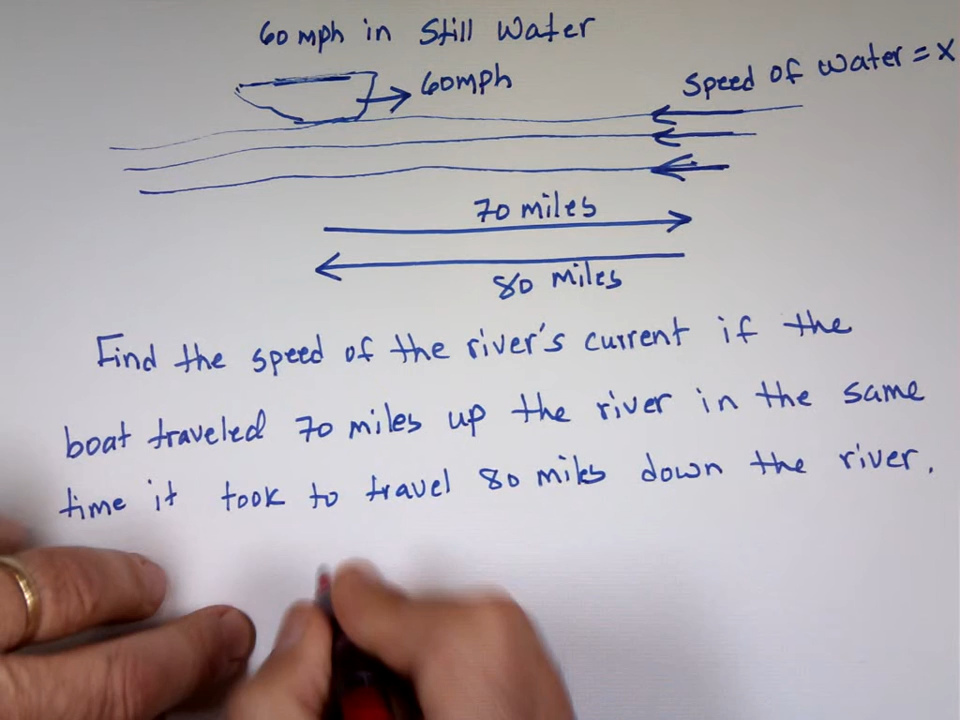 60 mph in Still Water
60mph
Speed of Water = X
70 miles
80 miles
Find the speed of the river's current if the
boat traveled 70 miles up the river in the same
time it took to travel 80 miles down the river.